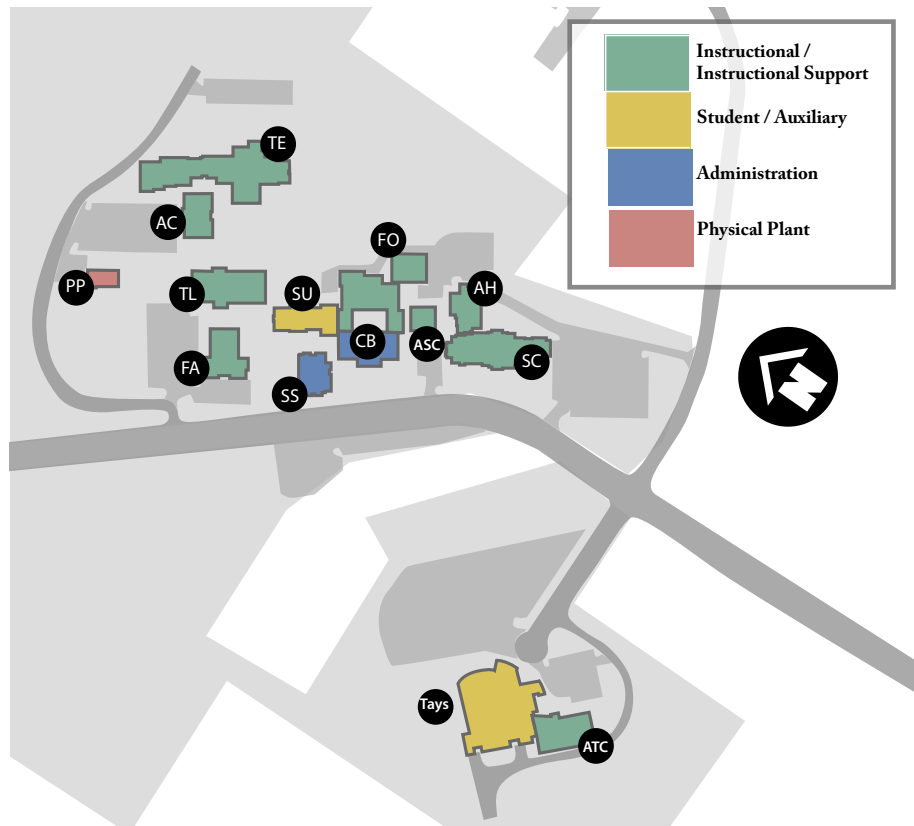 Instructional /
Instructional Support
Student / Auxiliary
Administration
Physical Plant
TE
AC
FO
PP
TL
SU
AH
CB
ASC
SC
FA
SS
Tays
ATC